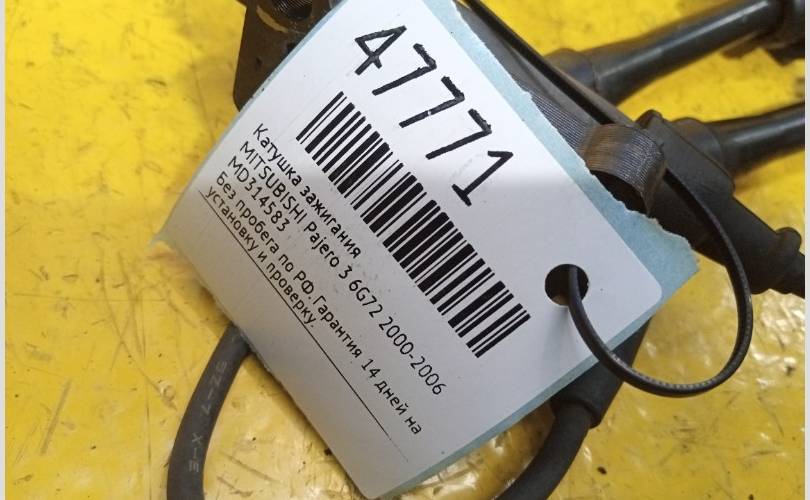 47771
Катушка зажигания
MITSUBISHI Pajero 3 6G72 2000-2006
MD314583
Без пробега по РФ. Гарантия 14 дней на
установку и проверку.